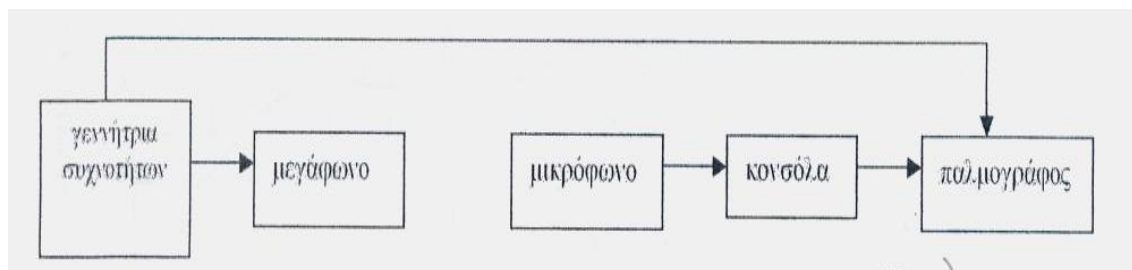 γεννήτρια
συχνοτήτων
μεγάφωνο
μικρόφωνο
κονσόλα
παλμογράφος